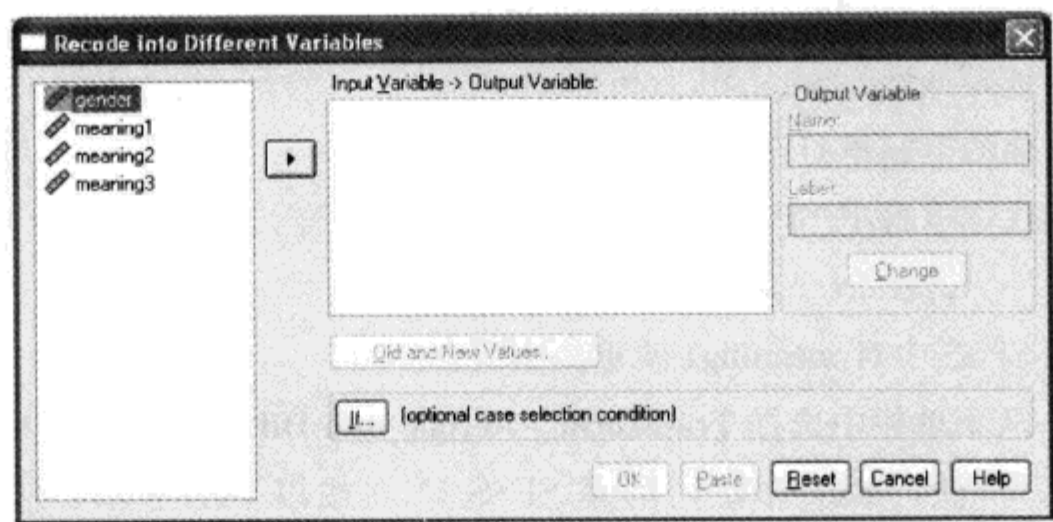 Recode into Different Variables
gender
meaning1
meaning2
meaning3
Input Variable -> Output Variable:
Output Variable
Name:
Label:
Change
Old and New Values...
If... (optional case selection condition)
OK Paste Reset Cancel Help